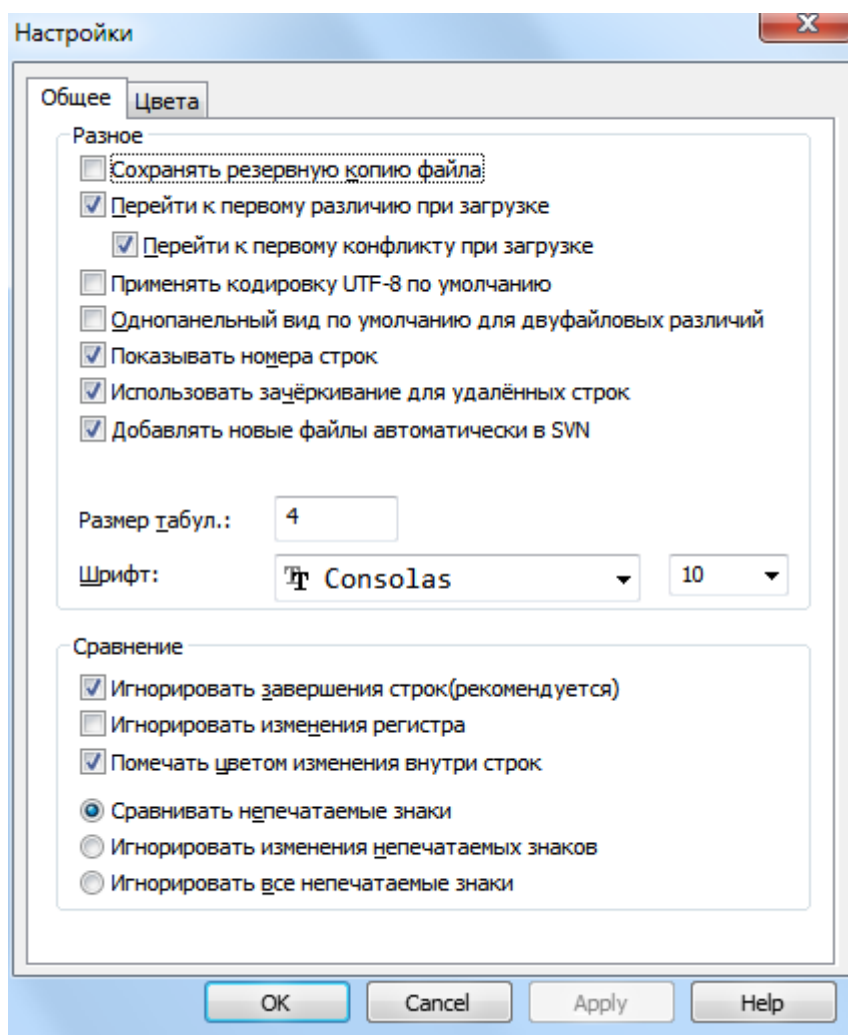 Настройки
Общее
Цвета
Разное
Сохранять резервную копию файла
Перейти к первому различию при загрузке
Перейти к первому конфликту при загрузке
Применять кодировку UTF-8 по умолчанию
Однопанельный вид по умолчанию для двуфайловых различий
Показывать номера строк
Использовать зачёркивание для удалённых строк
Добавлять новые файлы автоматически в SVN
Размер табул.: 4
Шрифт: Consolas 10
Сравнение
Игнорировать завершения строк(рекомендуется)
Игнорировать изменения регистра
Помечать цветом изменения внутри строк
Сравнивать непечатаемые знаки
Игнорировать изменения непечатаемых знаков
Игнорировать все непечатаемые знаки
OK Cancel Apply Help